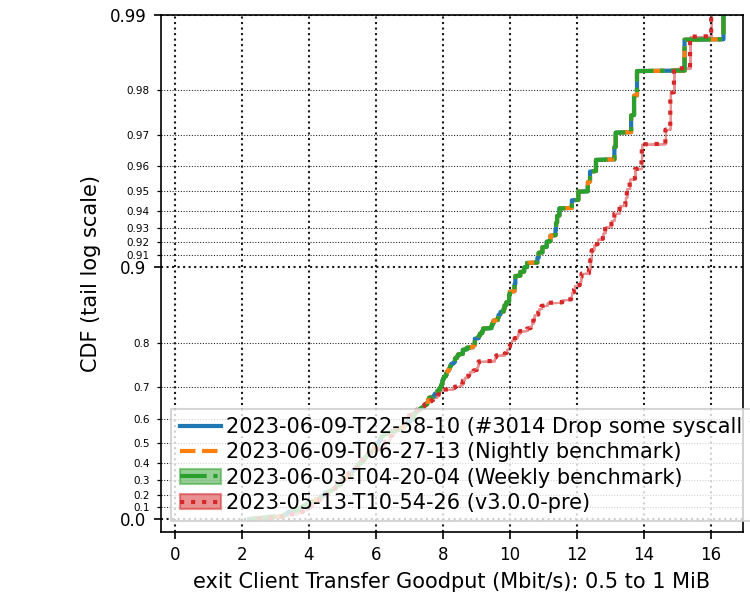 0.99
0.98
0.97
0.96
0.95
0.94
0.93
0.92
0.91
0.9
0.8
0.7
0.6
0.5
0.4
0.3
0.2
0.1
0.0
CDF (tail log scale)
2023-06-09-T22-58-10 (#3014 Drop some syscall
2023-06-09-T06-27-13 (Nightly benchmark)
2023-06-03-T04-20-04 (Weekly benchmark)
2023-05-13-T10-54-26 (v3.0.0-pre)
0 2 4 6 8 10 12 14 16
exit Client Transfer Goodput (Mbit/s): 0.5 to 1 MiB